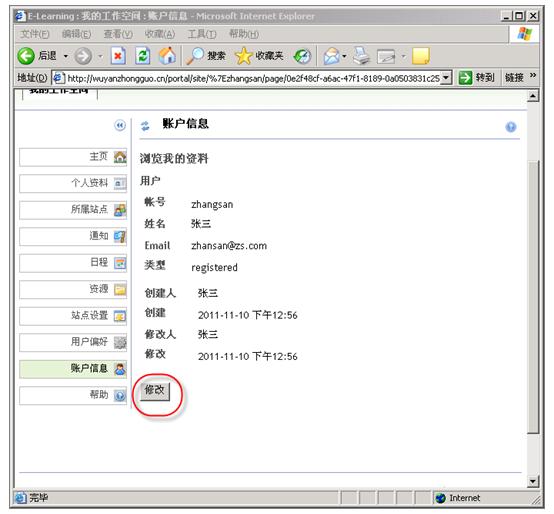 E-Learning : 我的工作空间 : 账户信息 - Microsoft Internet Explorer
文件(F) 编辑(E) 查看(V) 收藏(A) 工具(T) 帮助(H)
后退 搜索 收藏夹
地址(D) http://wuyanzhongguo.cn/portal/site/%7Ezhangsan/page/0e2f48cf-a6ac-47f1-8189-0a0503831c25 转到 链接 »
我的工作空间
账户信息
主页
个人资料
所属站点
通知
日程
资源
站点设置
用户偏好
账户信息
帮助
浏览我的资料
用户
帐号 zhangsan
姓名 张三
Email zhansan@zs.com
类型 registered
创建人 张三
创建 2011-11-10 下午12:56
修改人 张三
修改 2011-11-10 下午12:56
修改
完毕 Internet